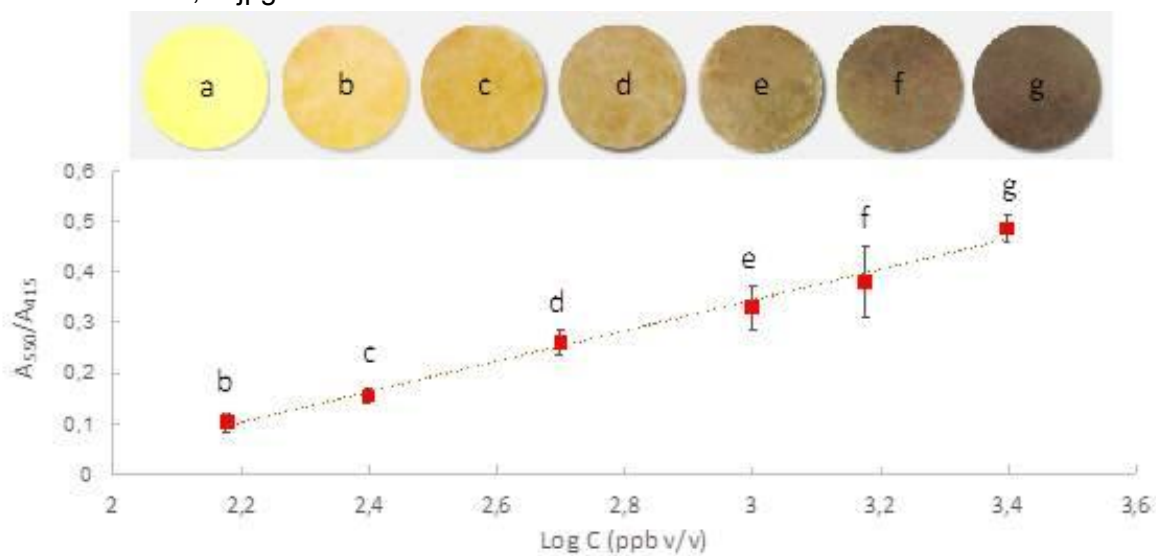 a b c d e f g
0,6
0,5
0,4
0,3
0,2
0,1
0
A550/A415
b
c
d
e
f
g
2 2,2 2,4 2,6 2,8 3 3,2 3,4 3,6
Log C (ppb v/v)